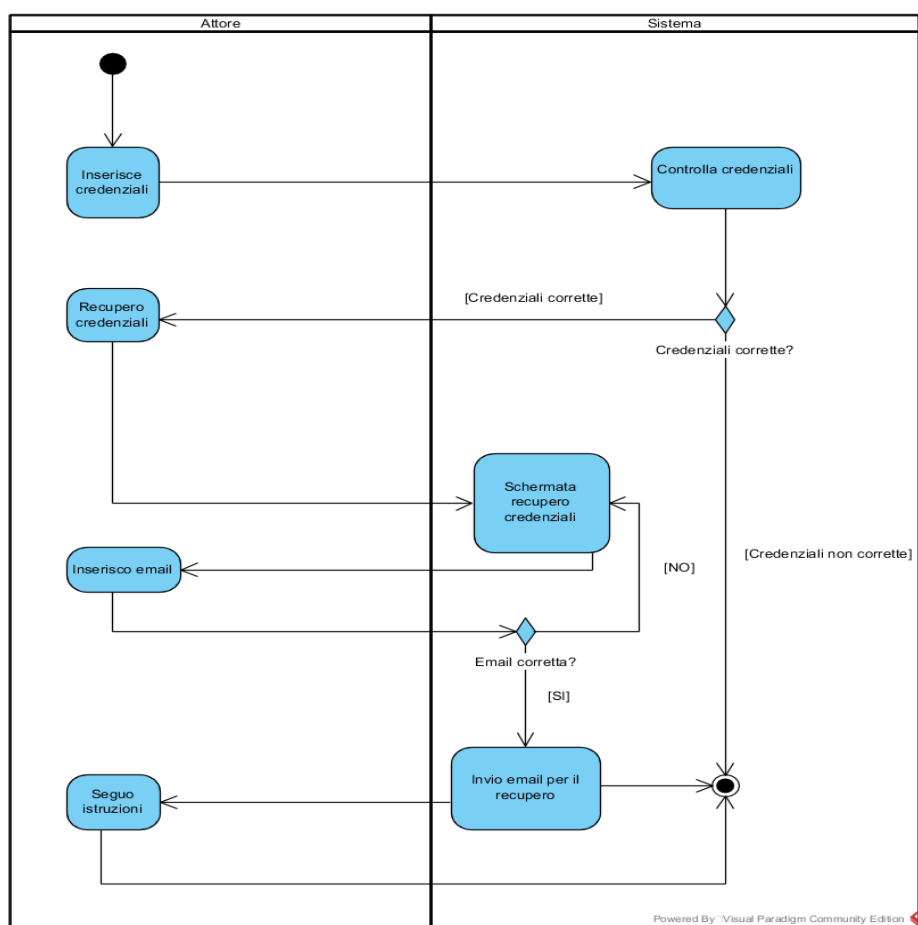 Attore
Sistema
Inserisce
credenziali
Controlla credenziali
[Credenziali corrette]
Recupero
credenziali
Credenziali corrette?
Schermata
recupero
credenziali
[Credenziali non corrette]
Inserisco email
[NO]
Email corretta?
[SI]
Invio email per il
recupero
Seguo
istruzioni
Powered By Visual Paradigm Community Edition